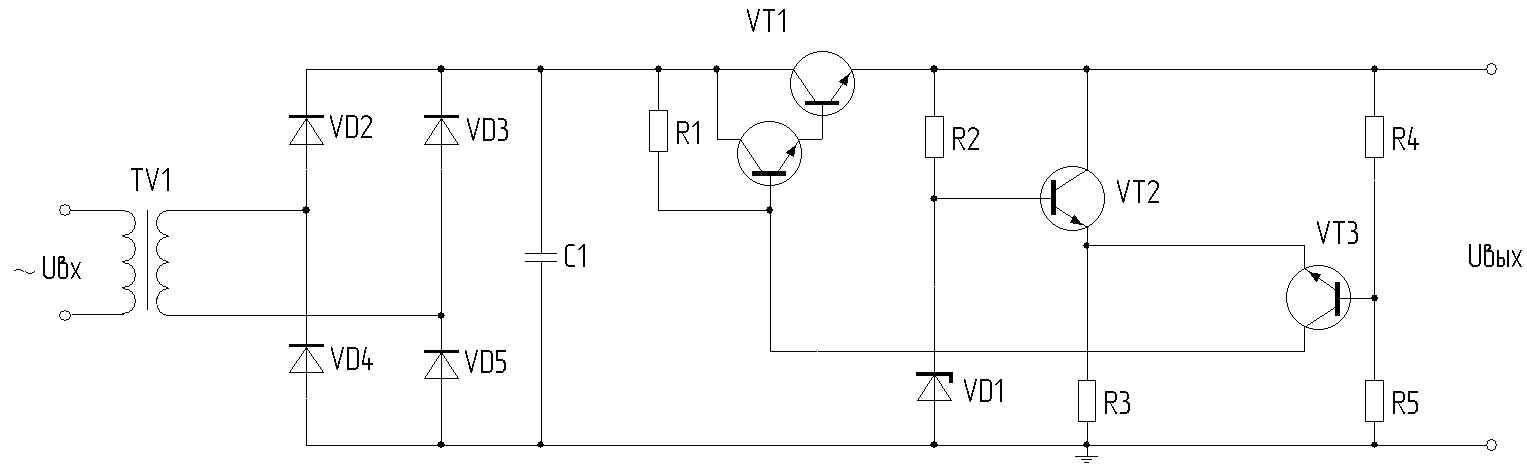 VT1
VD2
VD3
R1
R2
R4
TV1
VT2
VT3
~ Uвх
C1
Uвых
VD4
VD5
VD1
R3
R5